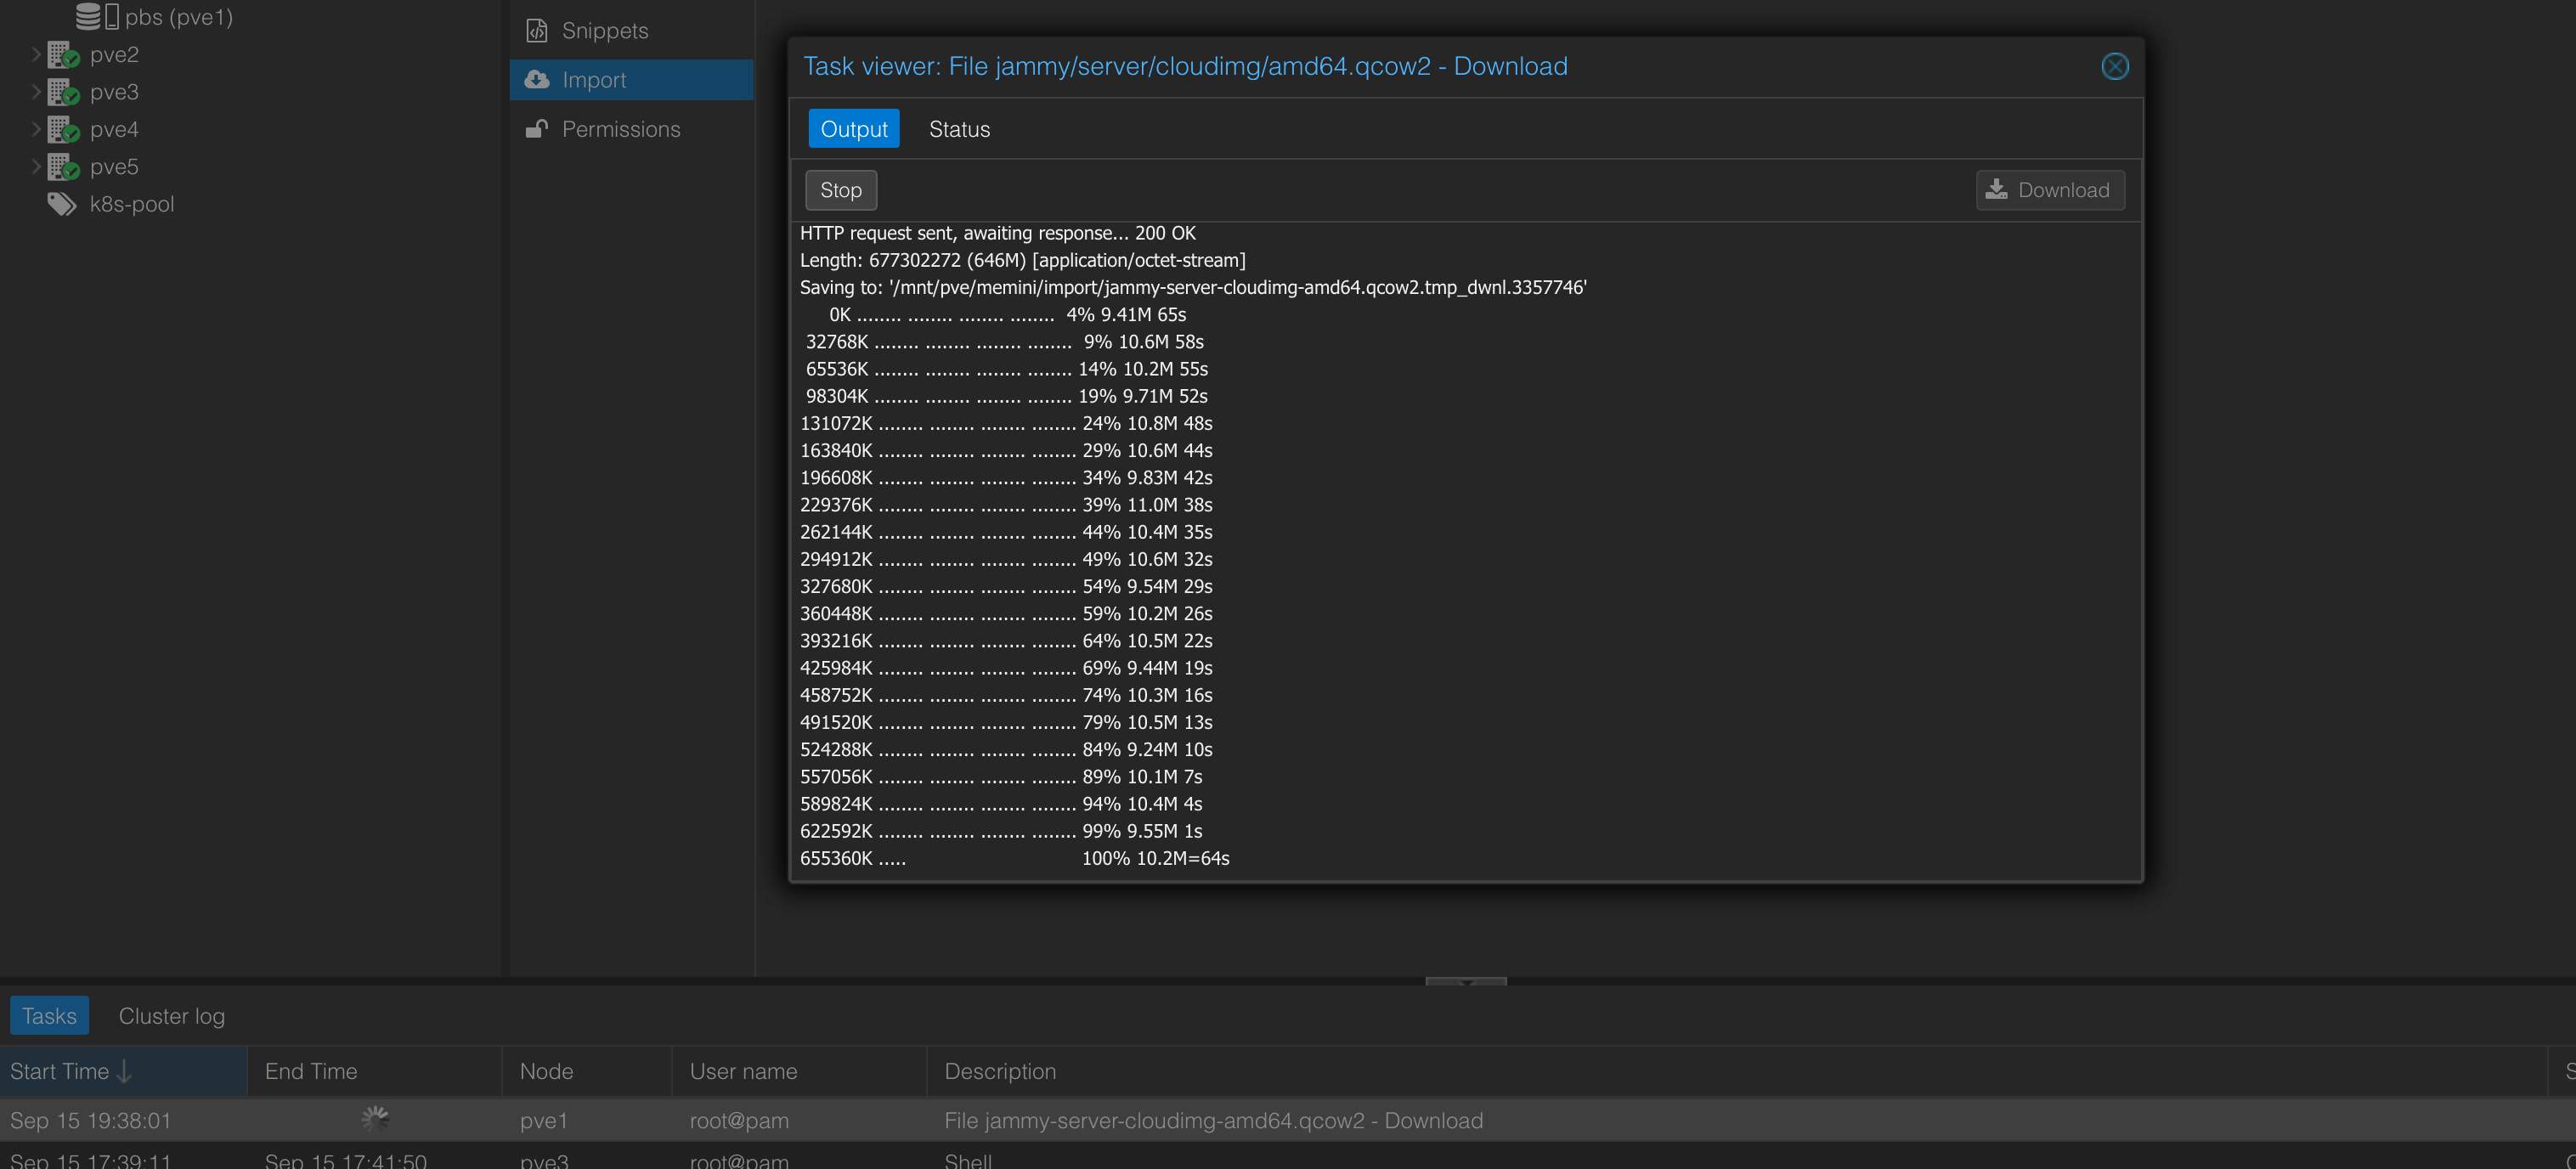 pbs (pve1)
pve2
pve3
pve4
pve5
k8s-pool
Snippets
Import
Permissions
Task viewer: File jammy/server/cloudimg/amd64.qcow2 - Download
Output Status
Stop Download
HTTP request sent, awaiting response... 200 OK
Length: 677302272 (646M) [application/octet-stream]
Saving to: '/mnt/pve/memini/import/jammy-server-cloudimg-amd64.qcow2.tmp_dwnl.3357746'
0K ........ ........ ........ ........ 4% 9.41M 65s
32768K ........ ........ ........ ........ 9% 10.6M 58s
65536K ........ ........ ........ ........ 14% 10.2M 55s
98304K ........ ........ ........ ........ 19% 9.71M 52s
131072K ........ ........ ........ ........ 24% 10.8M 48s
163840K ........ ........ ........ ........ 29% 10.6M 44s
196608K ........ ........ ........ ........ 34% 9.83M 42s
229376K ........ ........ ........ ........ 39% 11.0M 38s
262144K ........ ........ ........ ........ 44% 10.4M 35s
294912K ........ ........ ........ ........ 49% 10.6M 32s
327680K ........ ........ ........ ........ 54% 9.54M 29s
360448K ........ ........ ........ ........ 59% 10.2M 26s
393216K ........ ........ ........ ........ 64% 10.5M 22s
425984K ........ ........ ........ ........ 69% 9.44M 19s
458752K ........ ........ ........ ........ 74% 10.3M 16s
491520K ........ ........ ........ ........ 79% 10.5M 13s
524288K ........ ........ ........ ........ 84% 9.24M 10s
557056K ........ ........ ........ ........ 89% 10.1M 7s
589824K ........ ........ ........ ........ 94% 10.4M 4s
622592K ........ ........ ........ ........ 99% 9.55M 1s
655360K ..... 100% 10.2M=64s
Tasks Cluster log
Start Time End Time Node User name Description
Sep 15 19:38:01 pve1 root@pam File jammy-server-cloudimg-amd64.qcow2 - Download
Sep 15 17:39:11 Sep 15 17:41:50 pve3 root@pam Shell